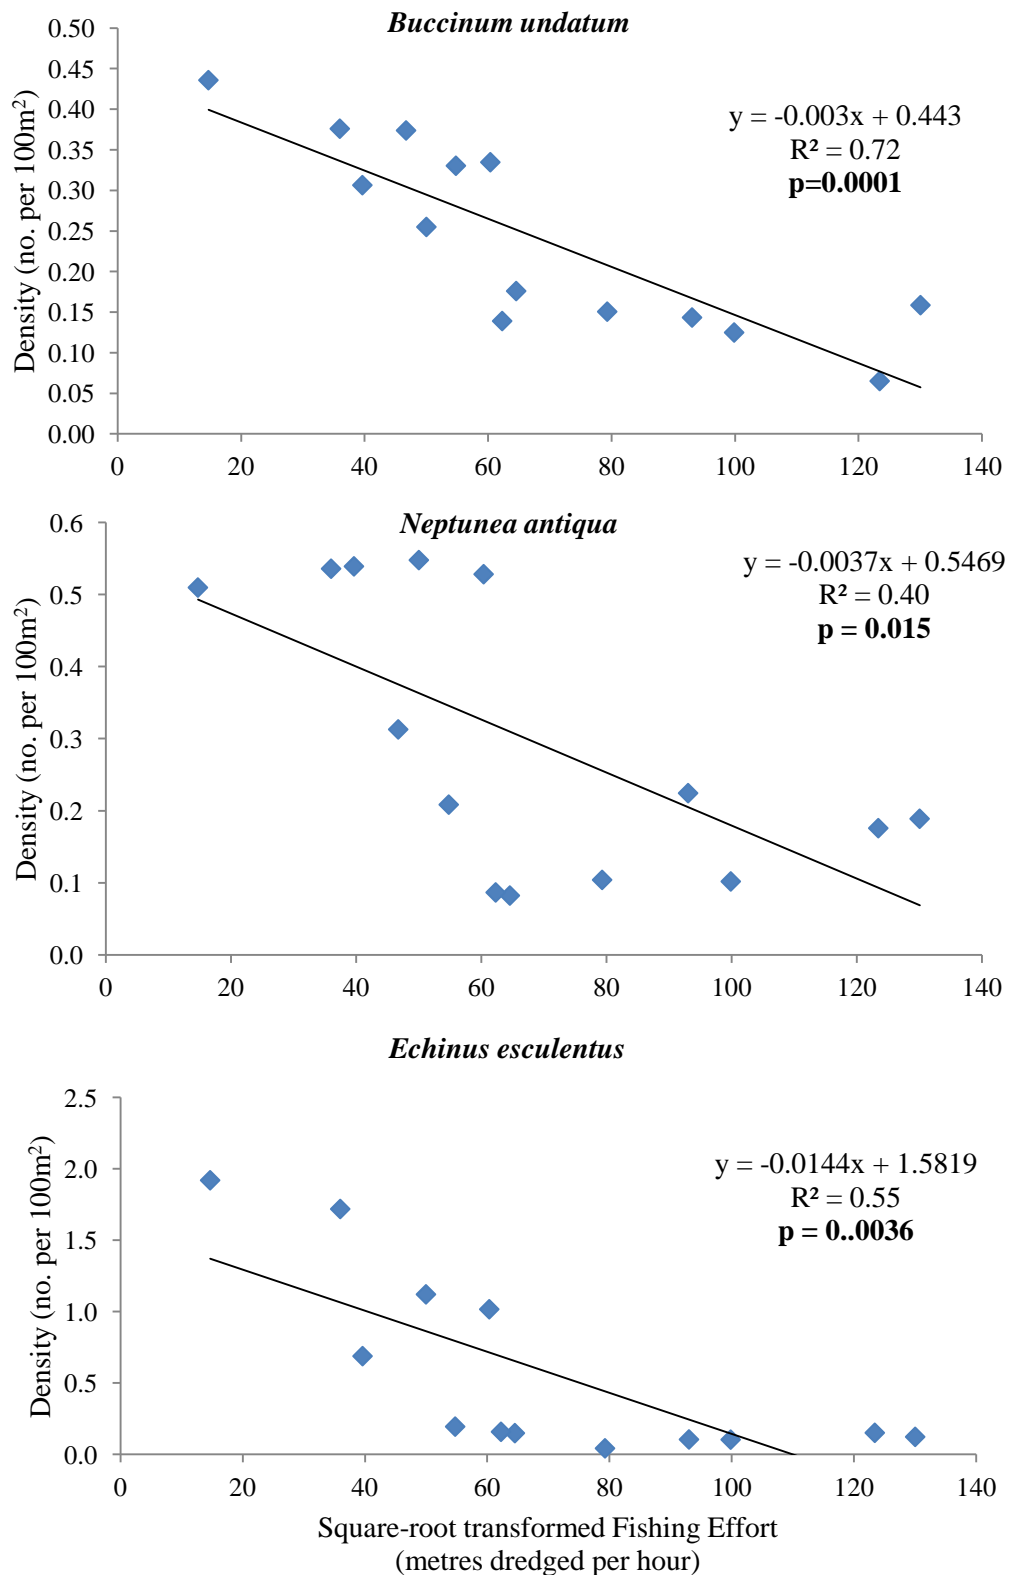 Buccinum undatum
0.50
0.45
0.40
0.35
0.30
0.25
0.20
0.15
0.10
0.05
0.00
Density (no. per 100m²)
y = -0.003x + 0.443
R² = 0.72
p=0.0001
0 20 40 60 80 100 120 140
Neptunea antiqua
0.6
0.5
0.4
0.3
0.2
0.1
0.0
Density (no. per 100m²)
y = -0.0037x + 0.5469
R² = 0.40
p = 0.015
0 20 40 60 80 100 120 140
Echinus esculentus
2.5
2.0
1.5
1.0
0.5
0.0
Density (no. per 100m²)
y = -0.0144x + 1.5819
R² = 0.55
p = 0..0036
0 20 40 60 80 100 120 140
Square-root transformed Fishing Effort
(metres dredged per hour)